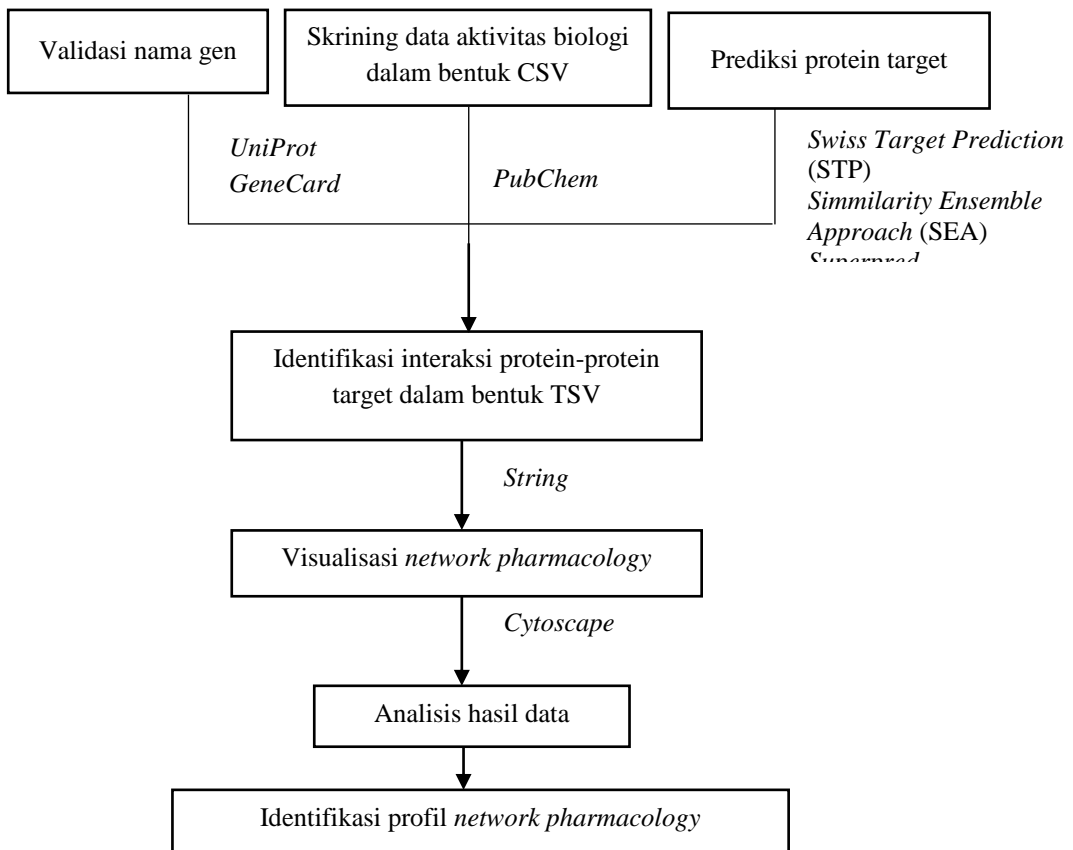 Validasi nama gen
Skrining data aktivitas biologi
dalam bentuk CSV
Prediksi protein target
UniProt
GeneCard
PubChem
Swiss Target Prediction
(STP)
Simmilarity Ensemble
Approach (SEA)
Superpred
Identifikasi interaksi protein-protein
target dalam bentuk TSV
String
Visualisasi network pharmacology
Cytoscape
Analisis hasil data
Identifikasi profil network pharmacology